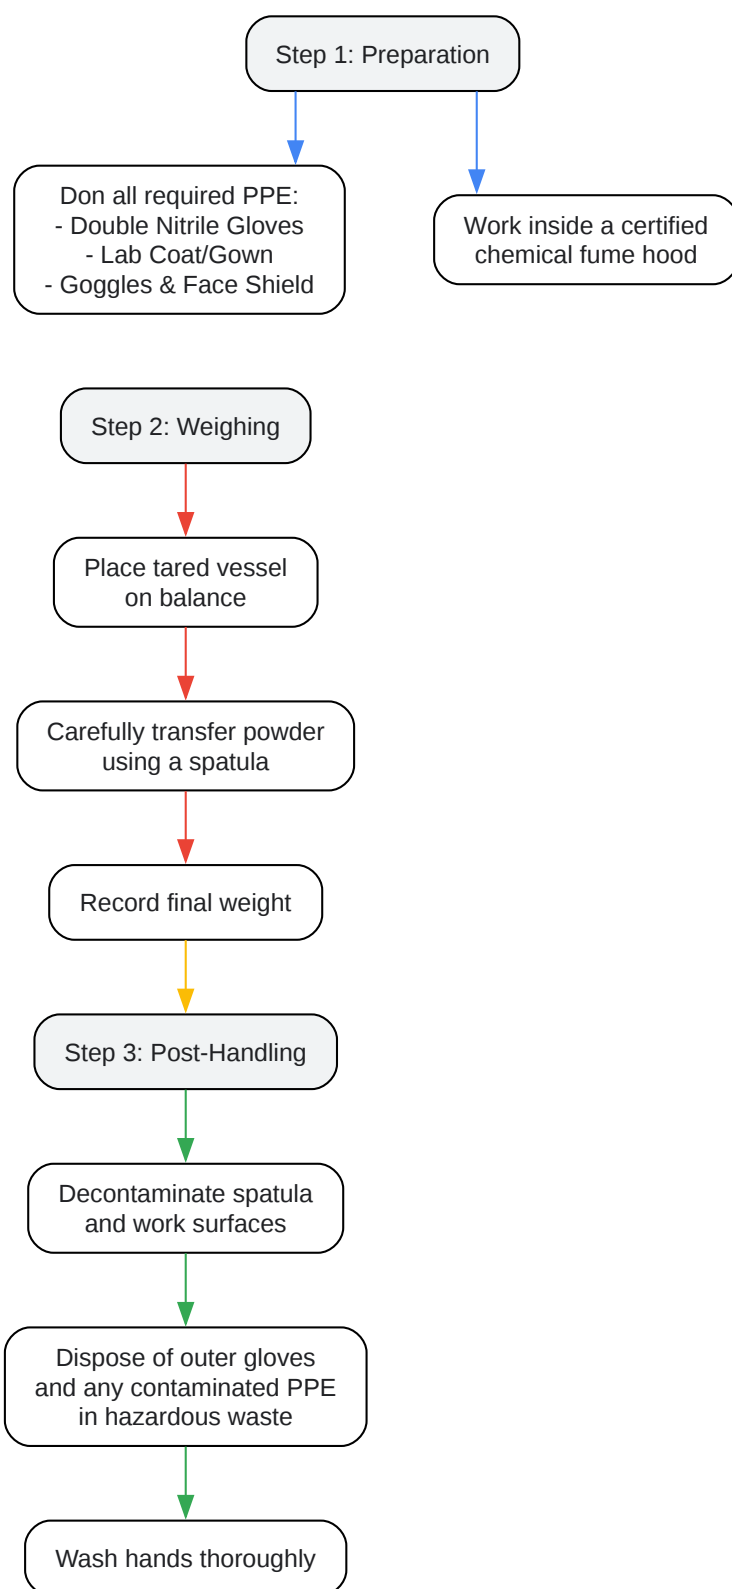 Step 1: Preparation
Don all required PPE:
- Double Nitrile Gloves
- Lab Coat/Gown
- Goggles & Face Shield
Work inside a certified
chemical fume hood
Step 2: Weighing
Place tared vessel
on balance
Carefully transfer powder
using a spatula
Record final weight
Step 3: Post-Handling
Decontaminate spatula
and work surfaces
Dispose of outer gloves
and any contaminated PPE
in hazardous waste
Wash hands thoroughly